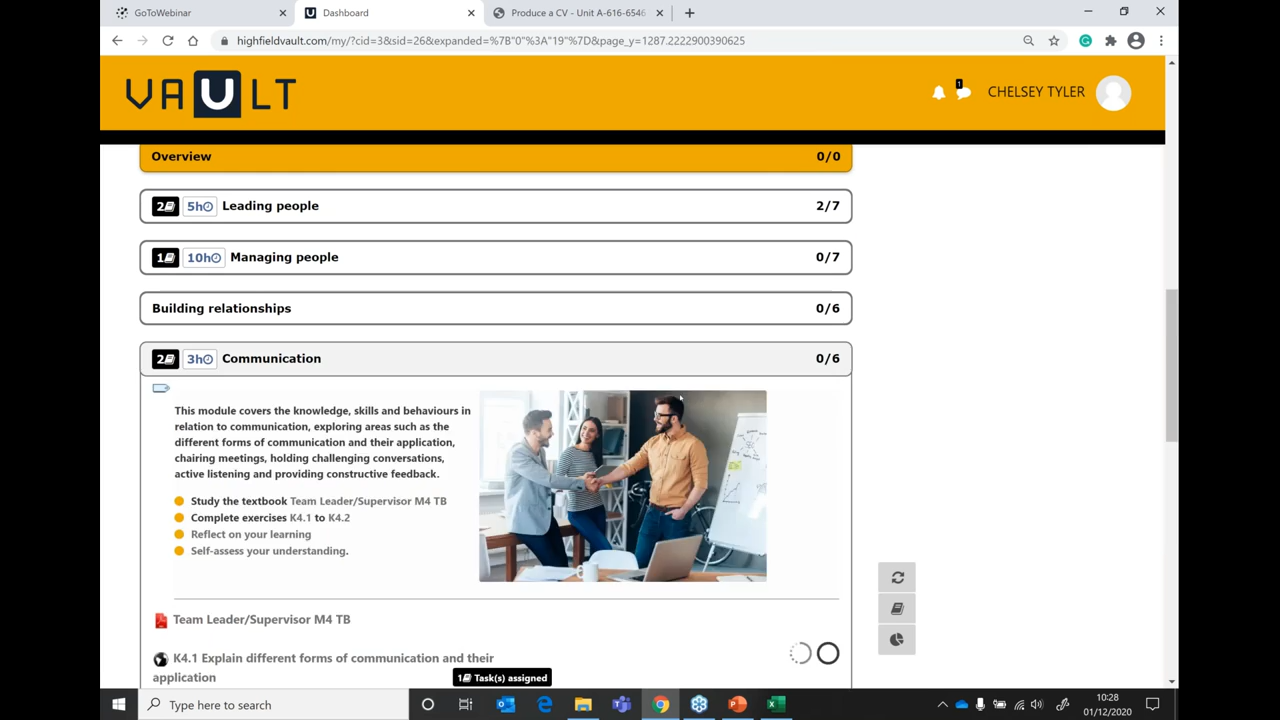 GoToWebinar
Dashboard
Produce a CV - Unit A-616-6546
highfieldvault.com/my/?cid=3&sid=26&expanded=%7B"0"%3A"19"%7D&page_y=1287.2222900390625
VAULT
1
CHELSEY TYLER
Overview 0/0
2 5h Leading people 2/7
1 10h Managing people 0/7
Building relationships 0/6
2 3h Communication 0/6
This module covers the knowledge, skills and behaviours in
relation to communication, exploring areas such as the
different forms of communication and their application,
chairing meetings, holding challenging conversations,
active listening and providing constructive feedback.
Study the textbook Team Leader/Supervisor M4 TB
Complete exercises K4.1 to K4.2
Reflect on your learning
Self-assess your understanding.
Team Leader/Supervisor M4 TB
K4.1 Explain different forms of communication and their
application
1 Task(s) assigned
Type here to search
10:28
01/12/2020